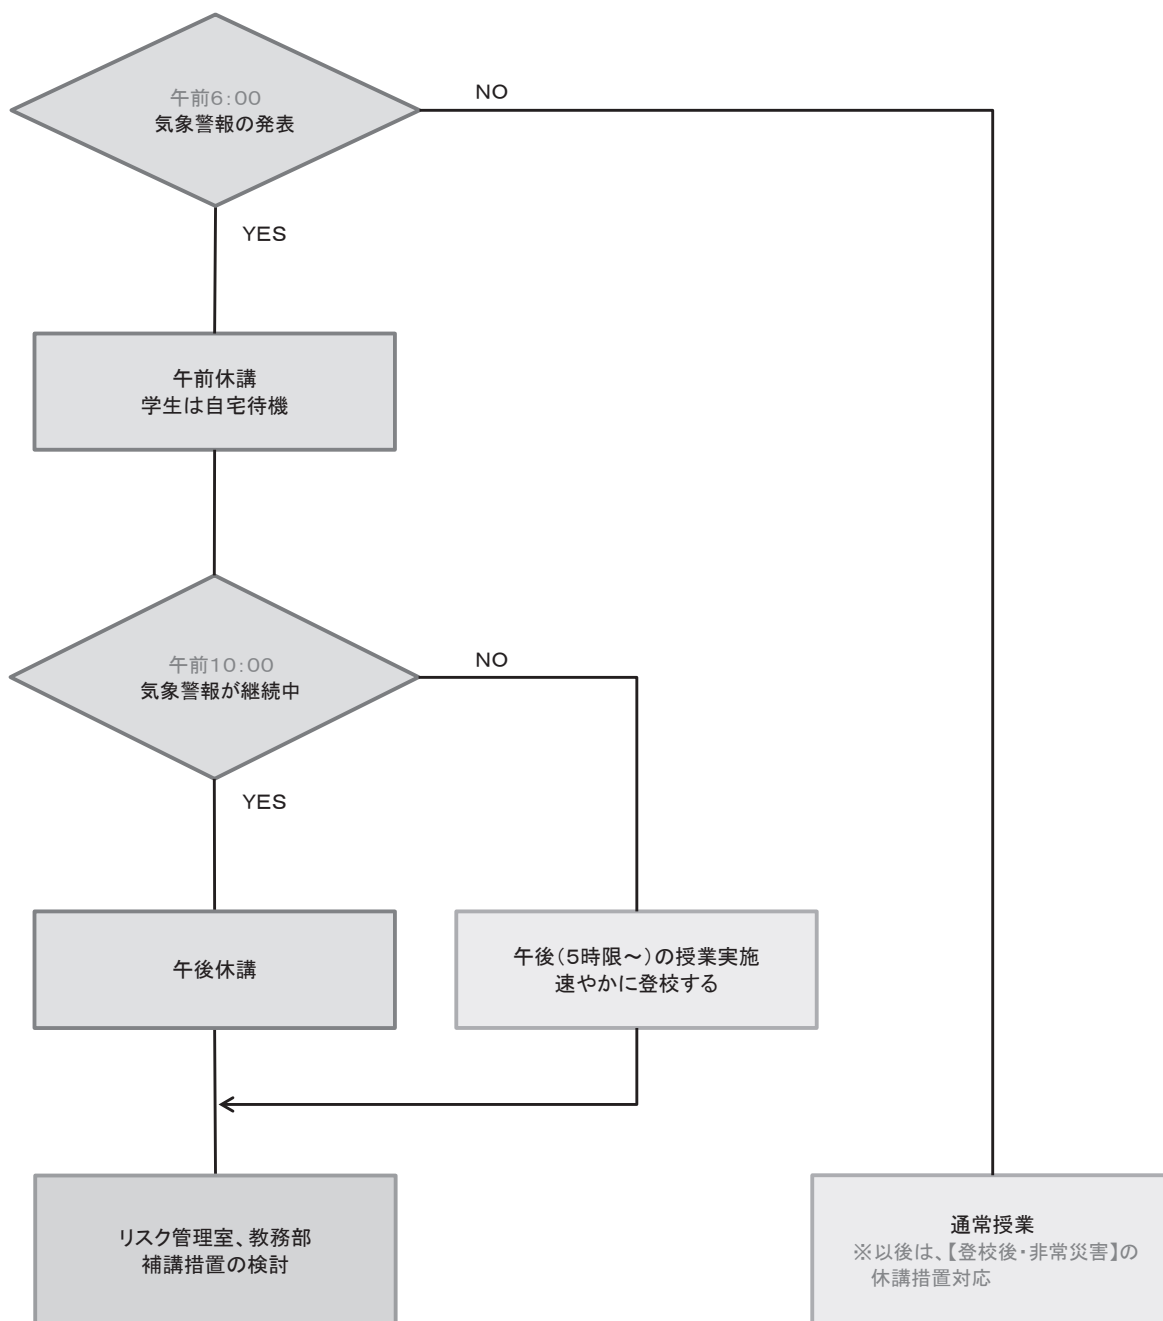 午前6:00
気象警報の発表
NO
YES
午前休講
学生は自宅待機
午前10:00
気象警報が継続中
NO
YES
午後休講
午後(5時限〜)の授業実施
速やかに登校する
リスク管理室、教務部
補講措置の検討
通常授業
※以後は、【登校後・非常災害】の
休講措置対応